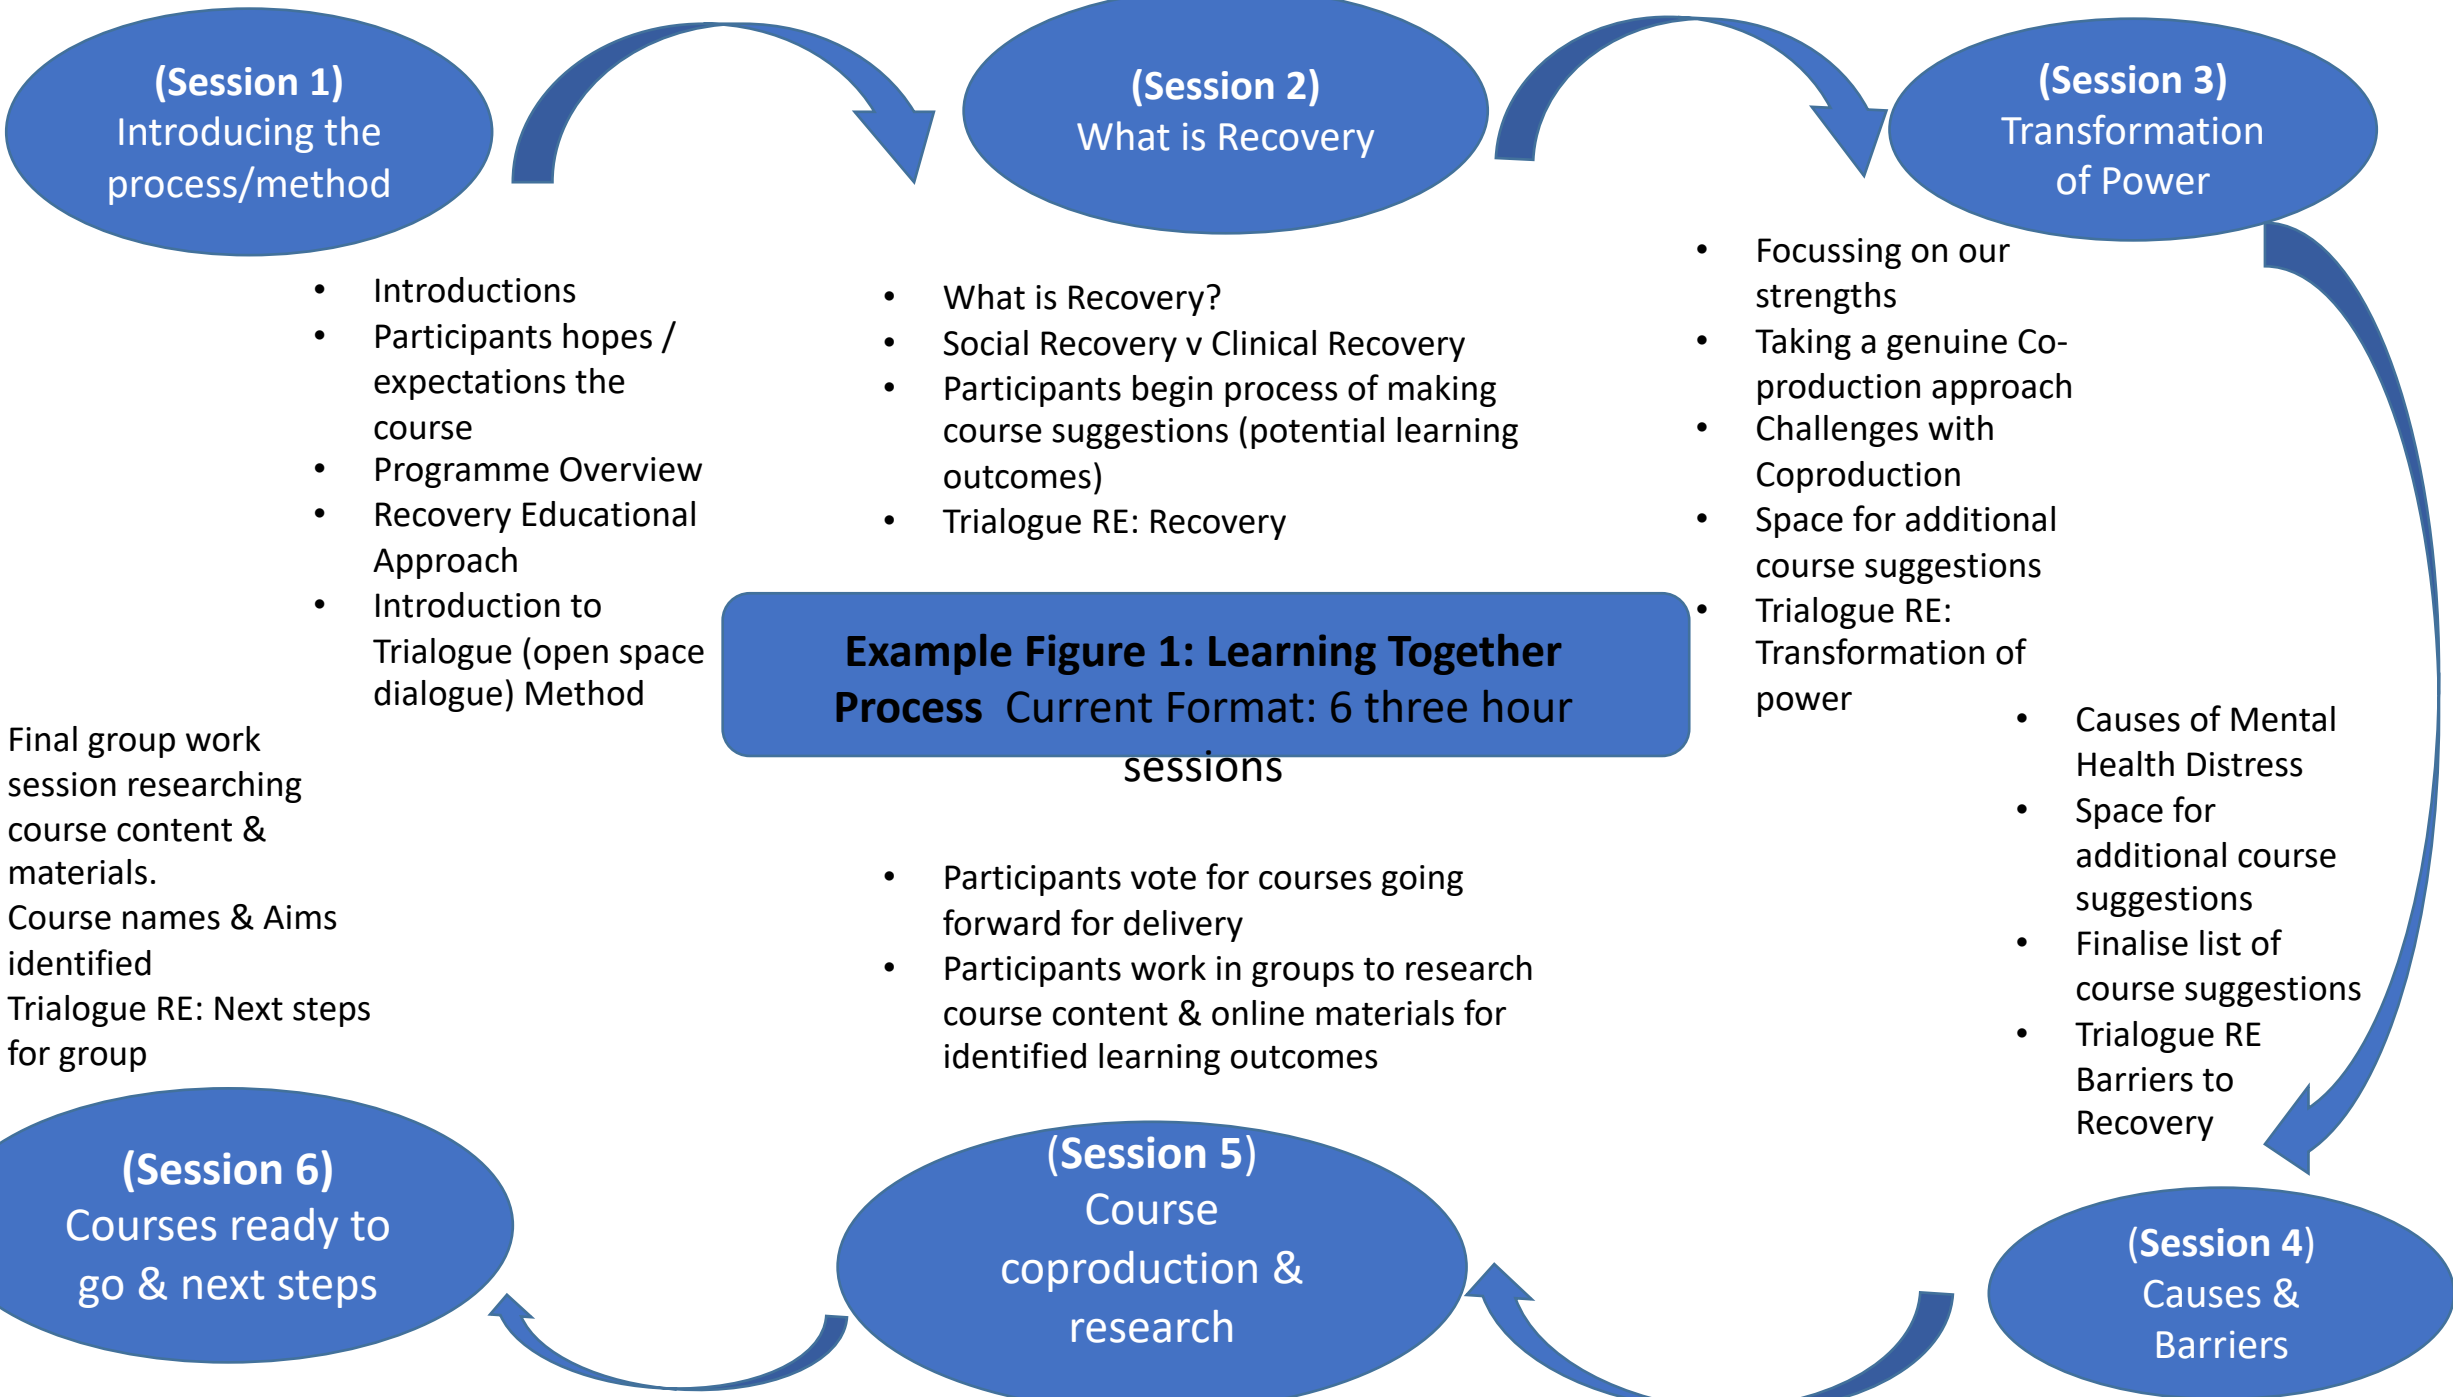 (Session 1)
Introducing the
process/method
(Session 2)
What is Recovery
(Session 3)
Transformation
of Power
• Introductions
• Participants hopes /
expectations the
course
• Programme Overview
• Recovery Educational
Approach
• Introduction to
Trialogue (open space
dialogue) Method
• What is Recovery?
• Social Recovery v Clinical Recovery
• Participants begin process of making
course suggestions (potential learning
outcomes)
• Trialogue RE: Recovery
• Focussing on our
strengths
• Taking a genuine Co-
production approach
• Challenges with
Coproduction
• Space for additional
course suggestions
• Trialogue RE:
Transformation of
power
Example Figure 1: Learning Together
Process Current Format: 6 three hour
sessions
• Causes of Mental
Health Distress
• Space for
additional course
suggestions
• Finalise list of
course suggestions
• Trialogue RE
Barriers to
Recovery
(Session 4)
Causes &
Barriers
• Participants vote for courses going
forward for delivery
• Participants work in groups to research
course content & online materials for
identified learning outcomes
(Session 5)
Course
coproduction &
research
Final group work
session researching
course content &
materials.
Course names & Aims
identified
Trialogue RE: Next steps
for group
(Session 6)
Courses ready to
go & next steps